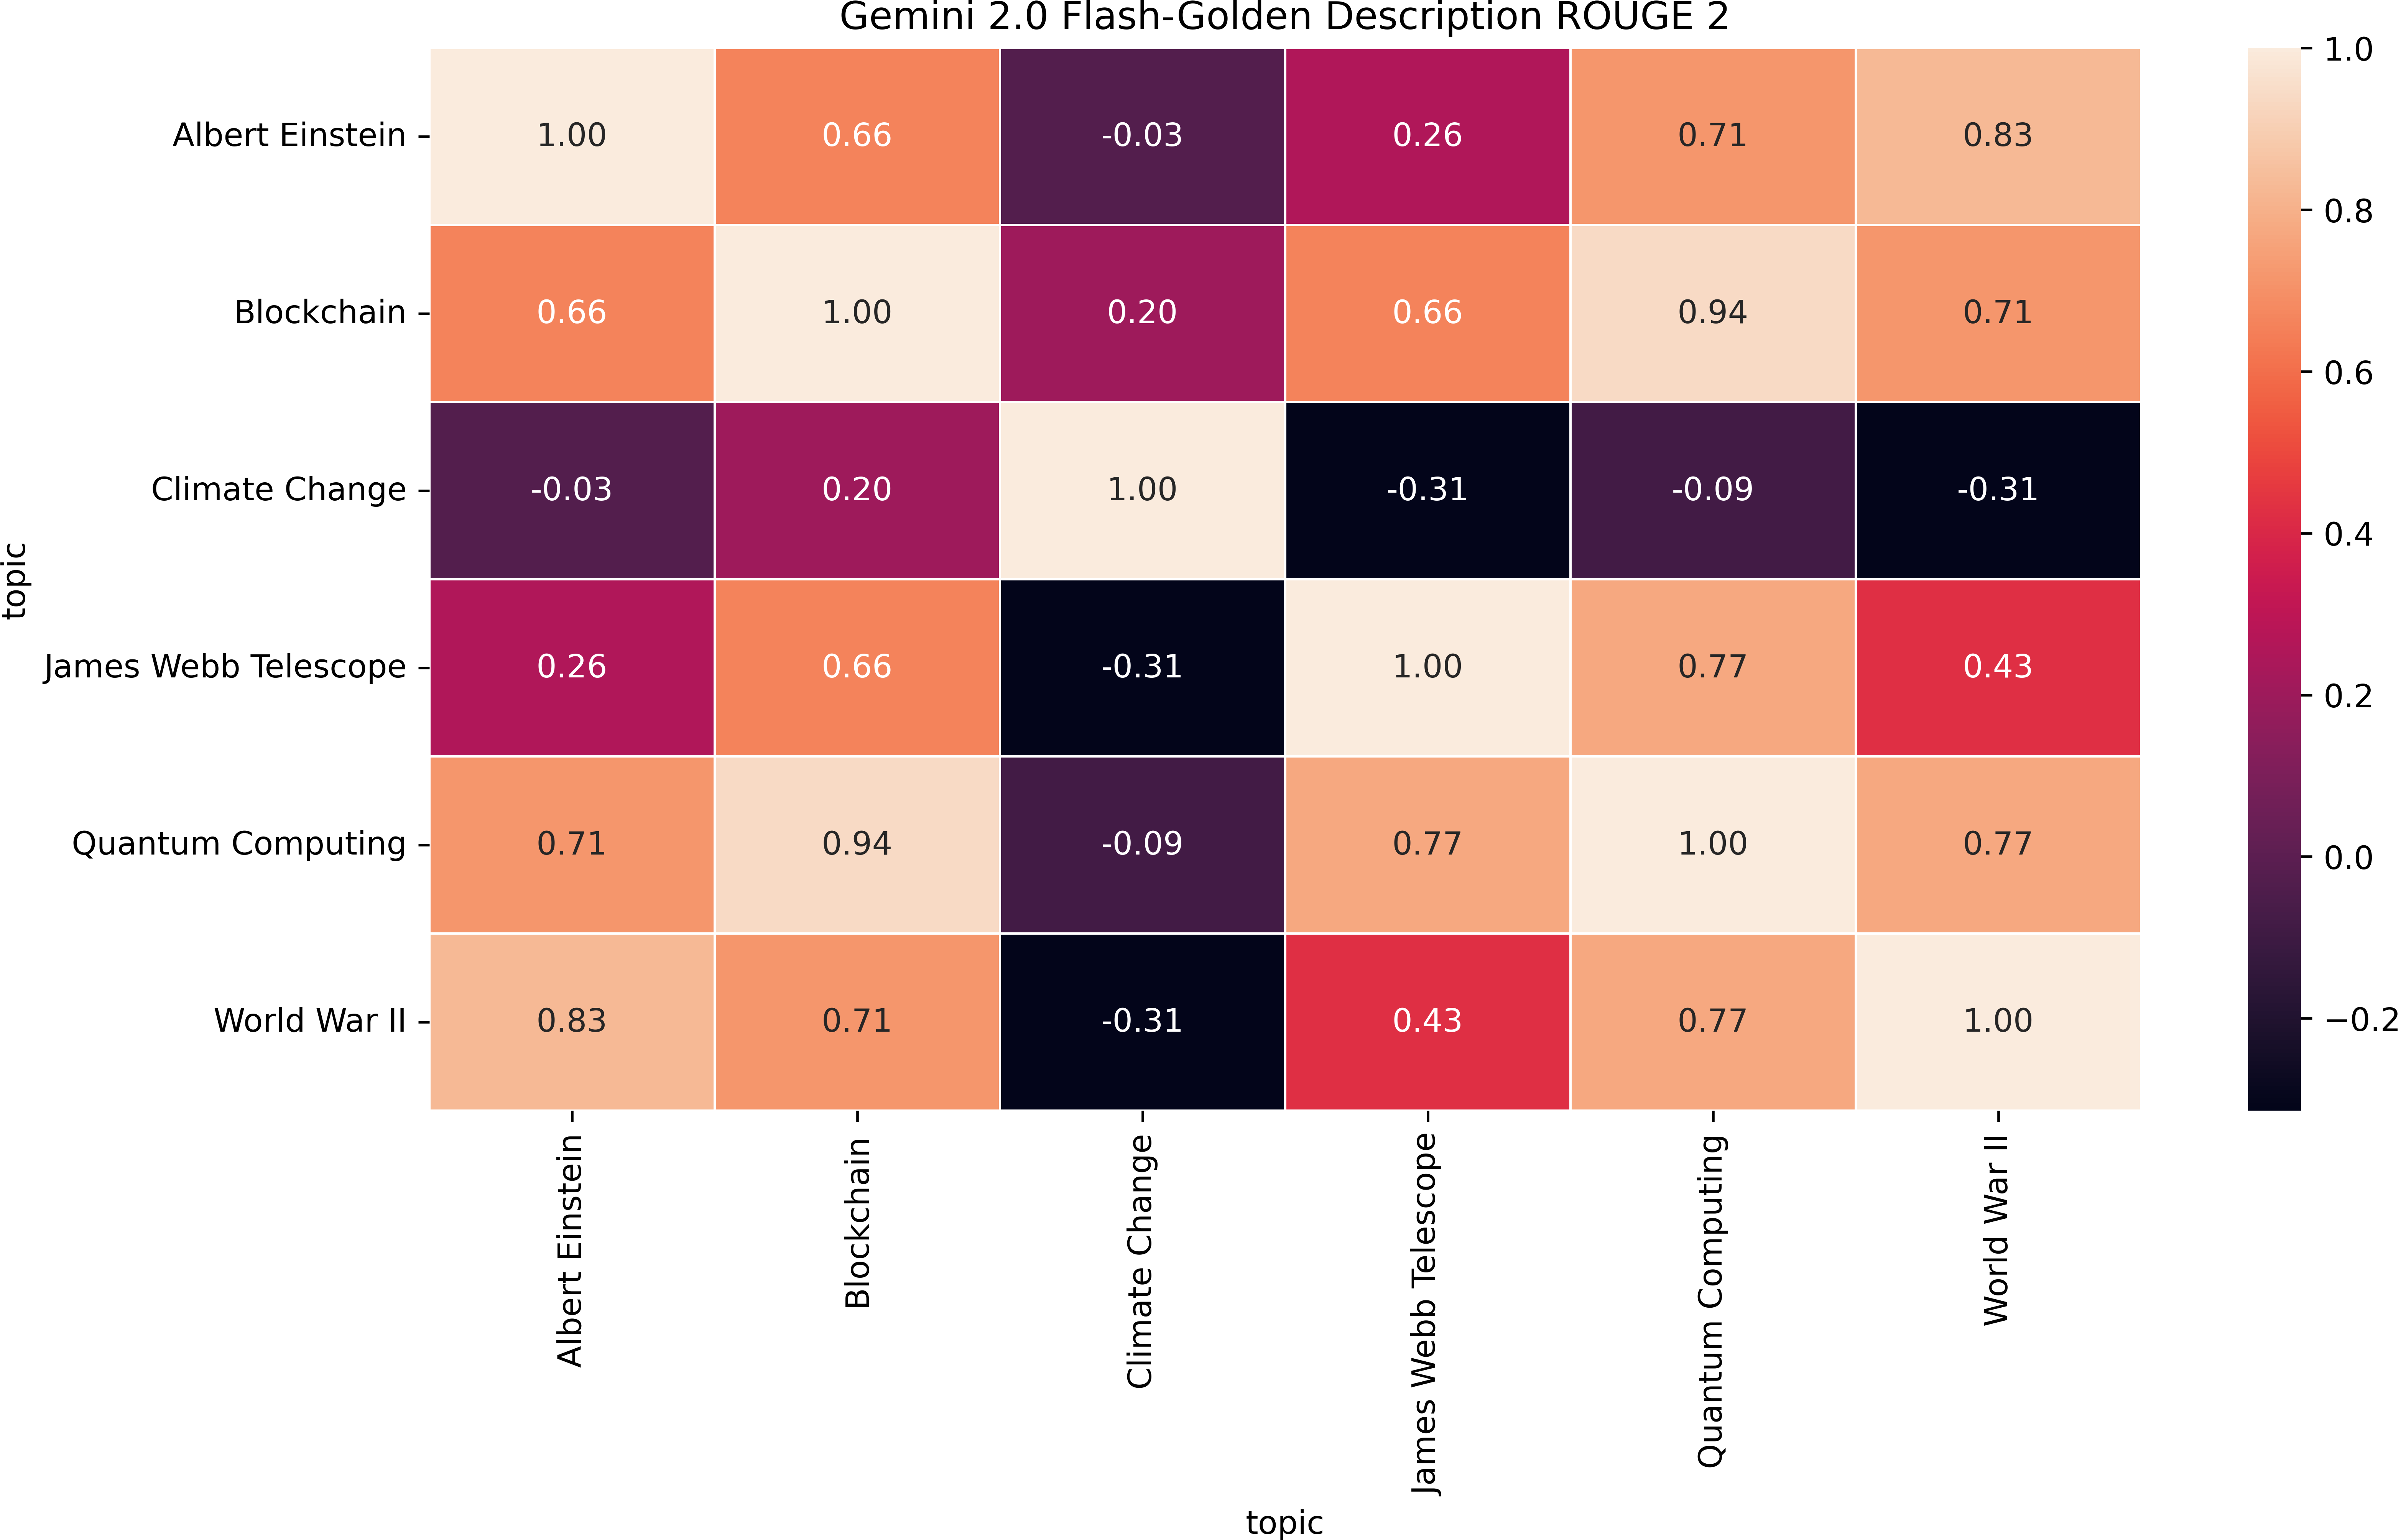 Gemini 2.0 Flash-Golden Description ROUGE 2
Albert Einstein 1.00 0.66 -0.03 0.26 0.71 0.83
Blockchain 0.66 1.00 0.20 0.66 0.94 0.71
Climate Change -0.03 0.20 1.00 -0.31 -0.09 -0.31
James Webb Telescope 0.26 0.66 -0.31 1.00 0.77 0.43
Quantum Computing 0.71 0.94 -0.09 0.77 1.00 0.77
World War II 0.83 0.71 -0.31 0.43 0.77 1.00
topic
Albert Einstein
Blockchain
Climate Change
James Webb Telescope
Quantum Computing
World War II
topic
1.0
0.8
0.6
0.4
0.2
0.0
−0.2